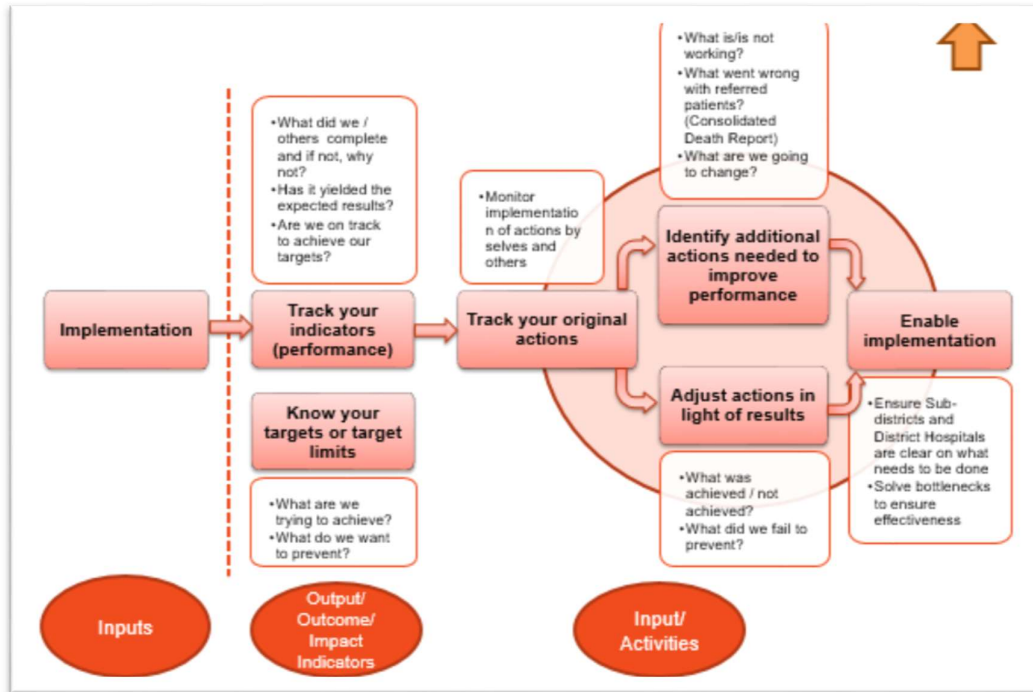 • What is/is not
working?
• What went wrong
with referred
patients?
(Consolidated
Death Report)
• What are we going
to change?
• What did we /
others complete
and if not, why
not?
• Has it yielded the
expected results?
• Are we on track
to achieve our
targets?
• Monitor
implementatio
n of actions by
selves and
others
Implementation
Track your
indicators
(performance)
Track your original
actions
Identify additional
actions needed to
improve
performance
Enable
implementation
Adjust actions in
light of results
Know your
targets or target
limits
• What are we
trying to achieve?
• What do we want
to prevent?
• What was
achieved / not
achieved?
• What did we fail to
prevent?
• Ensure Sub-
districts and
District Hospitals
are clear on what
needs to be done
• Solve bottlenecks
to ensure
effectiveness
Inputs
Output/
Outcome/
Impact
Indicators
Input/
Activities